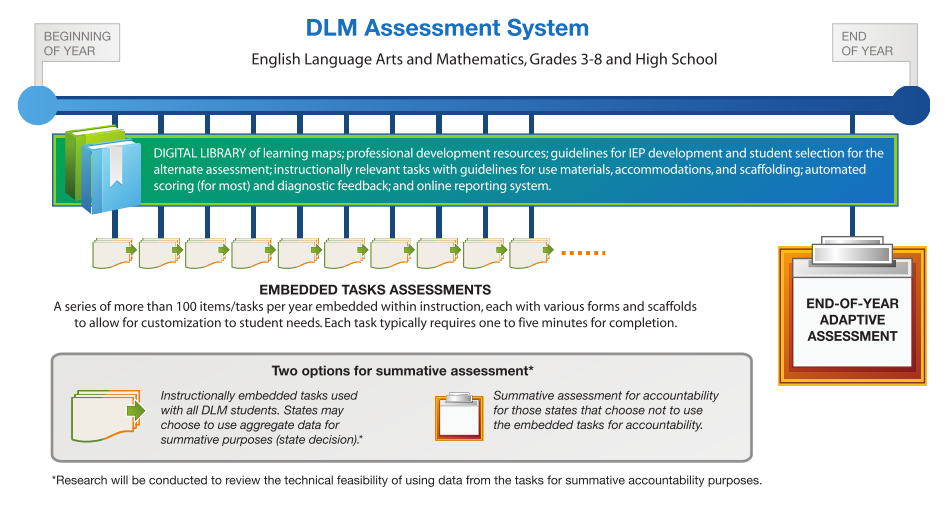 DLM Assessment System
BEGINNING
OF YEAR
END
OF YEAR
English Language Arts and Mathematics, Grades 3-8 and High School
DIGITAL LIBRARY of learning maps; professional development resources; guidelines for IEP development and student selection for the
alternate assessment; instructionally relevant tasks with guidelines for use materials, accommodations, and scaffolding; automated
scoring (for most) and diagnostic feedback; and online reporting system.
EMBEDDED TASKS ASSESSMENTS
A series of more than 100 items/tasks per year embedded within instruction, each with various forms and scaffolds
to allow for customization to student needs. Each task typically requires one to five minutes for completion.
END-OF-YEAR
ADAPTIVE
ASSESSMENT
Two options for summative assessment*
Instructionally embedded tasks used
with all DLM students. States may
choose to use aggregate data for
summative purposes (state decision).*
Summative assessment for accountability
for those states that choose not to use
the embedded tasks for accountability.
*Research will be conducted to review the technical feasibility of using data from the tasks for summative accountability purposes.